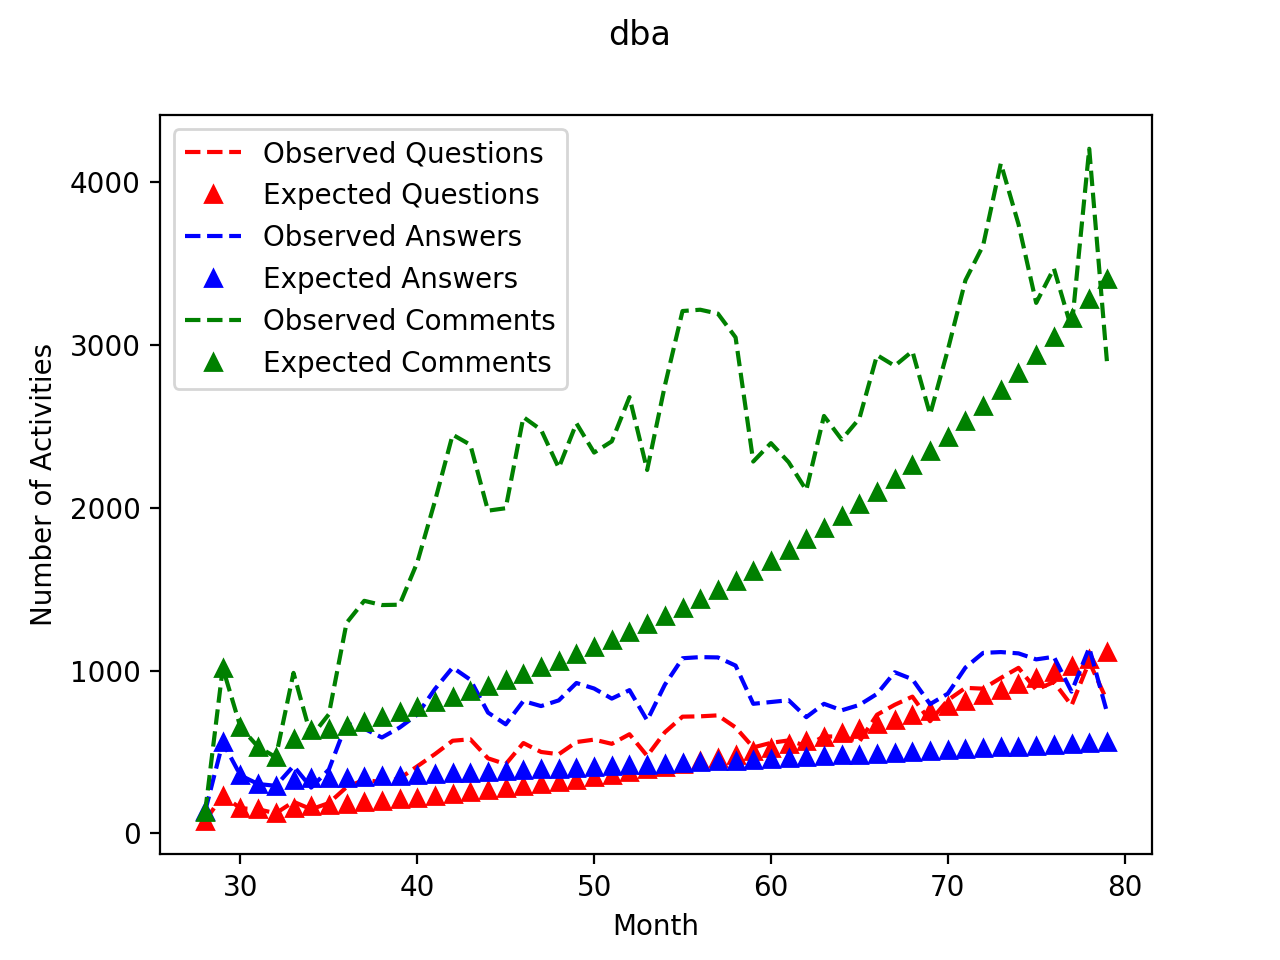 dba
Observed Questions
Expected Questions
Observed Answers
Expected Answers
Observed Comments
Expected Comments
4000
3000
2000
1000
0
Number of Activities
30 40 50 60 70 80
Month